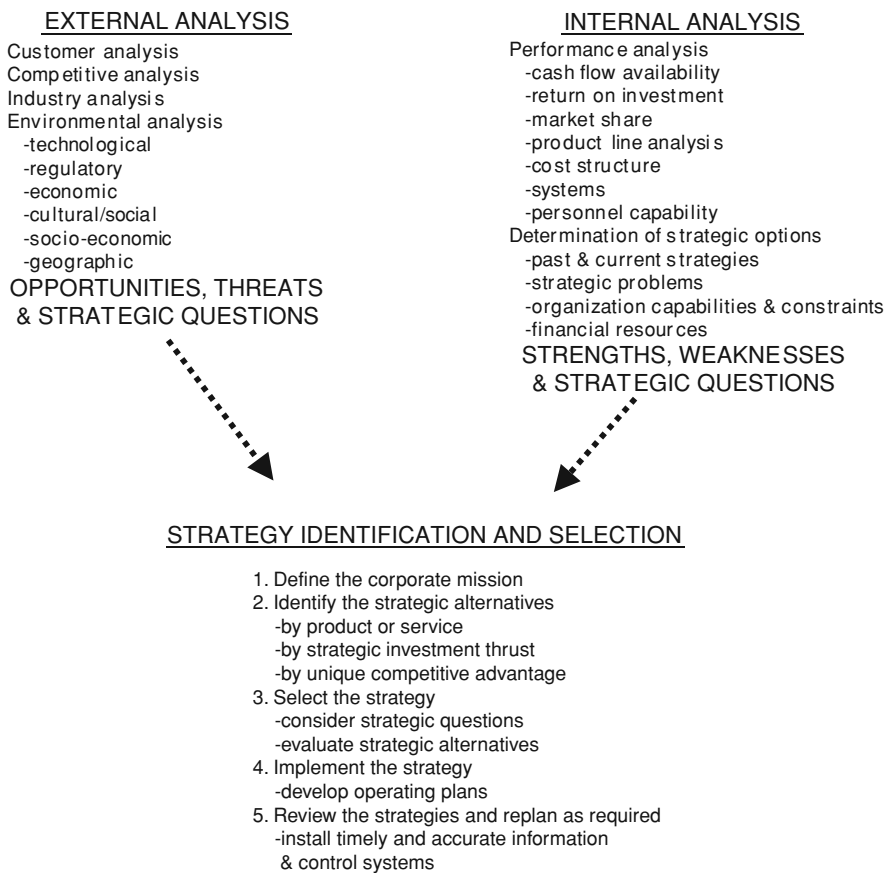 EXTERNAL ANALYSIS
Customer analysis
Competitive analysis
Industry analysis
Environmental analysis
-technological
-regulatory
-economic
-cultural/social
-socio-economic
-geographic
OPPORTUNITIES, THREATS
& STRATEGIC QUESTIONS
INTERNAL ANALYSIS
Performance analysis
-cash flow availability
-return on investment
-market share
-product line analysis
-cost structure
-systems
-personnel capability
Determination of strategic options
-past & current strategies
-strategic problems
-organization capabilities & constraints
-financial resources
STRENGTHS, WEAKNESSES
& STRATEGIC QUESTIONS
STRATEGY IDENTIFICATION AND SELECTION
1. Define the corporate mission
2. Identify the strategic alternatives
-by product or service
-by strategic investment thrust
-by unique competitive advantage
3. Select the strategy
-consider strategic questions
-evaluate strategic alternatives
4. Implement the strategy
-develop operating plans
5. Review the strategies and replan as required
-install timely and accurate information
& control systems